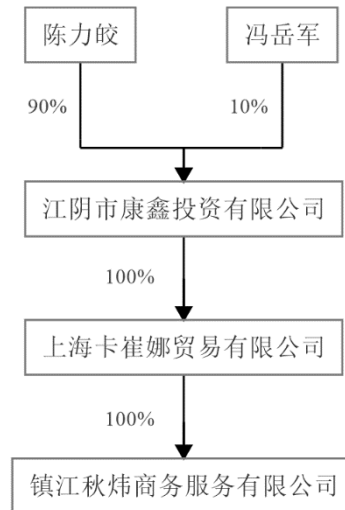 陈力皎
冯岳军
90%
10%
江阴市康鑫投资有限公司
100%
上海卡崔娜贸易有限公司
100%
镇江秋炜商务服务有限公司